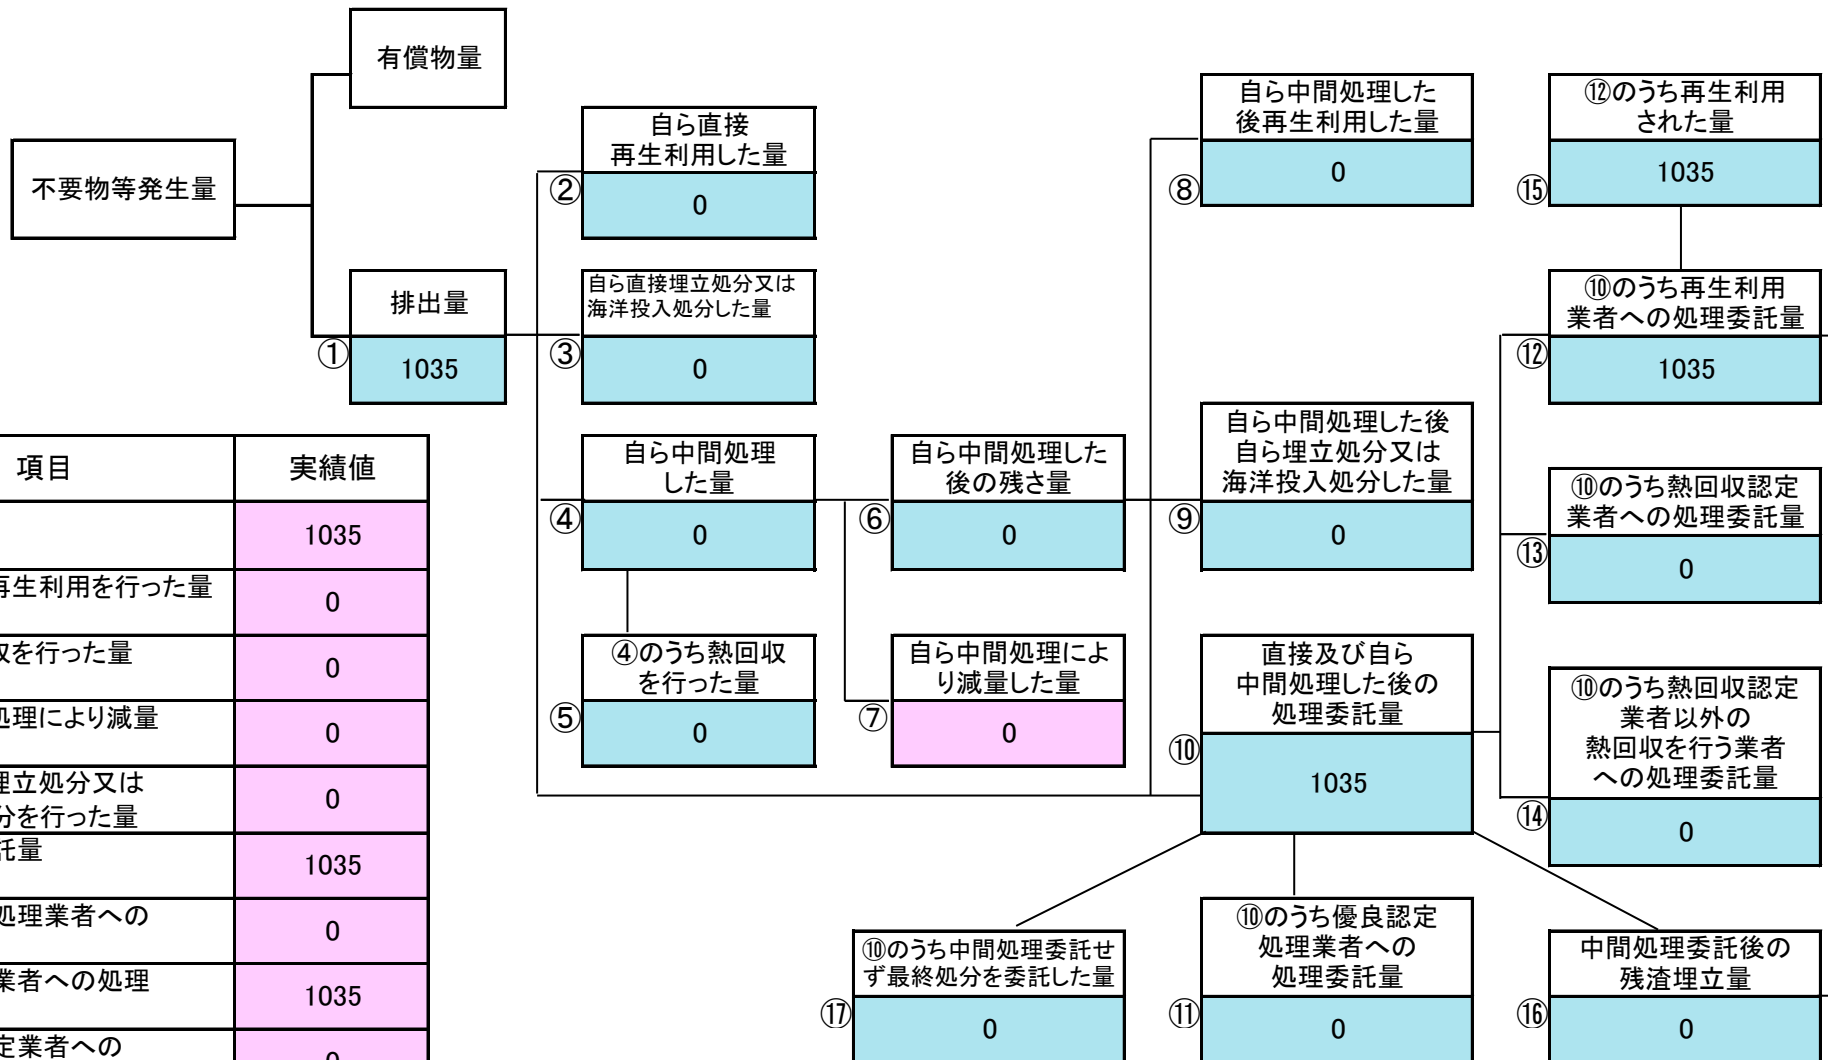 有償物量
不要物等発生量
排出量
①
1035
自ら直接
再生利用した量
②
0
自ら直接埋立処分又は
海洋投入処分した量
③
0
自ら中間処理
した量
④
0
④のうち熱回収
を行った量
⑤
0
自ら中間処理した
後の残さ量
⑥
0
自ら中間処理によ
り減量した量
⑦
0
自ら中間処理した
後再生利用した量
⑧
0
自ら中間処理した後
自ら埋立処分又は
海洋投入処分した量
⑨
0
直接及び自ら
中間処理した後の
処理委託量
⑩
1035
⑫のうち再生利用
された量
⑮
1035
⑩のうち再生利用
業者への処理委託量
⑫
1035
⑩のうち熱回収認定
業者への処理委託量
⑬
0
⑩のうち熱回収認定
業者以外の
熱回収を行う業者
への処理委託量
⑭
0
⑩のうち中間処理委託せ
ず最終処分を委託した量
⑰
0
⑩のうち優良認定
処理業者への
処理委託量
⑪
0
中間処理委託後の
残渣埋立量
⑯
0
項目 実績値
1035
再生利用を行った量 0
収を行った量 0
処理により減量 0
埋立処分又は
分を行った量 0
託量 1035
処理業者への 0
業者への処理 1035
定業者への 0